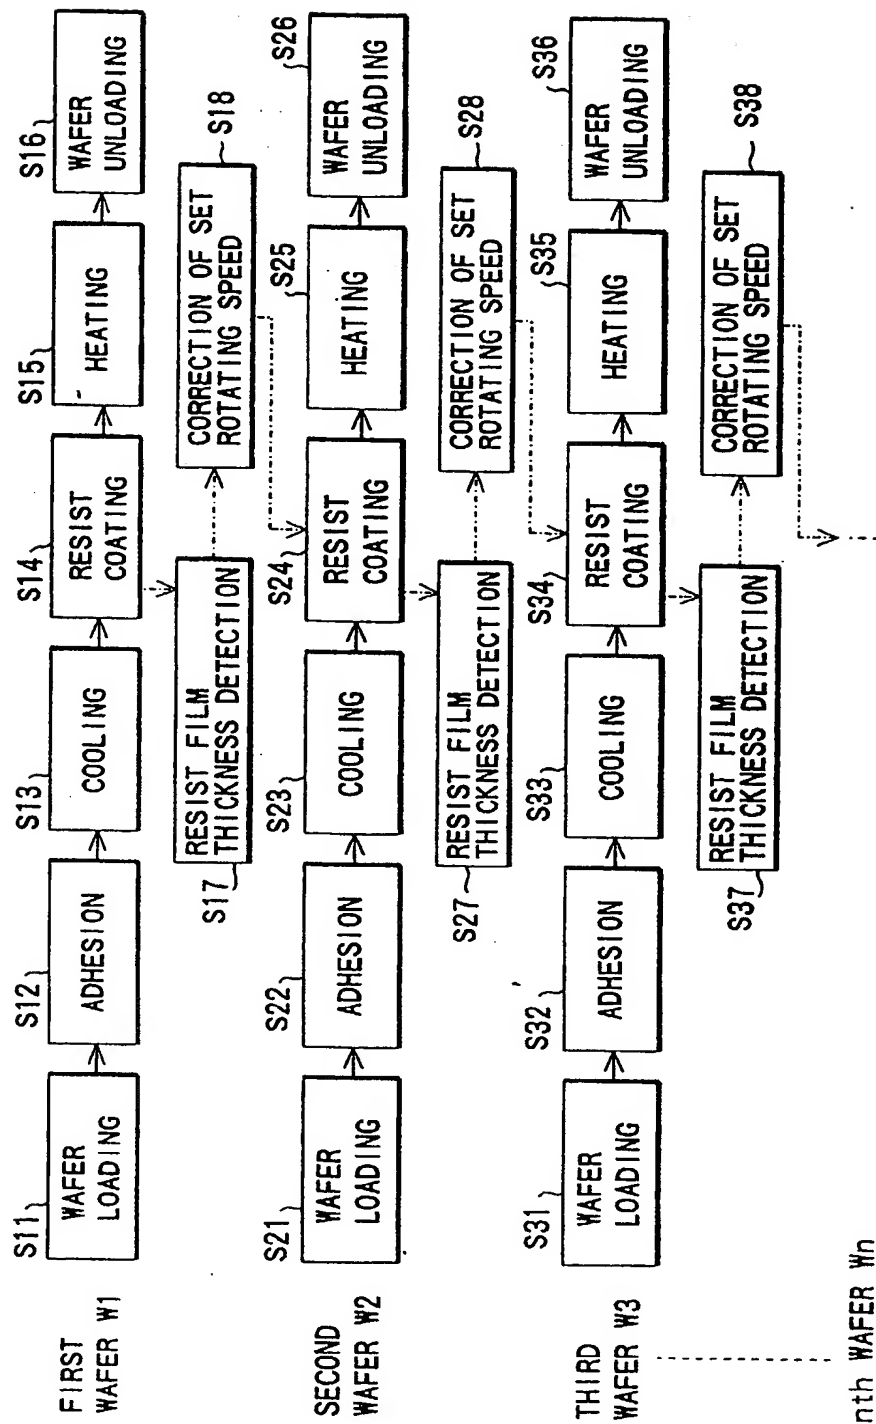 FIRST
WAFER W1
S11
WAFER
LOADING
S12
ADHESION
S13
COOLING
S14
RESIST
COATING
S15
HEATING
S16
WAFER
UNLOADING
S17
RESIST FILM
THICKNESS DETECTION
S18
CORRECTION OF SET
ROTATING SPEED
SECOND
WAFER W2
S21
WAFER
LOADING
S22
ADHESION
S23
COOLING
S24
RESIST
COATING
S25
HEATING
S26
WAFER
UNLOADING
S27
RESIST FILM
THICKNESS DETECTION
S28
CORRECTION OF SET
ROTATING SPEED
THIRD
WAFER W3
S31
WAFER
LOADING
S32
ADHESION
S33
COOLING
S34
RESIST
COATING
S35
HEATING
S36
WAFER
UNLOADING
S37
RESIST FILM
THICKNESS DETECTION
S38
CORRECTION OF SET
ROTATING SPEED
nth WAFER Wn